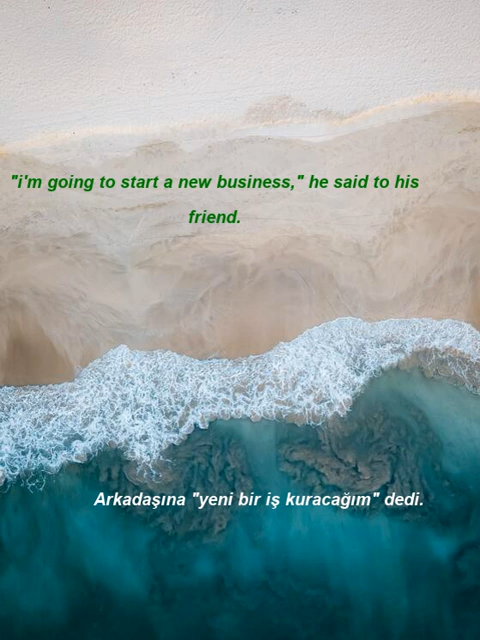 "i'm going to start a new business," he said to his
friend.
Arkadaşına "yeni bir iş kuracağım" dedi.